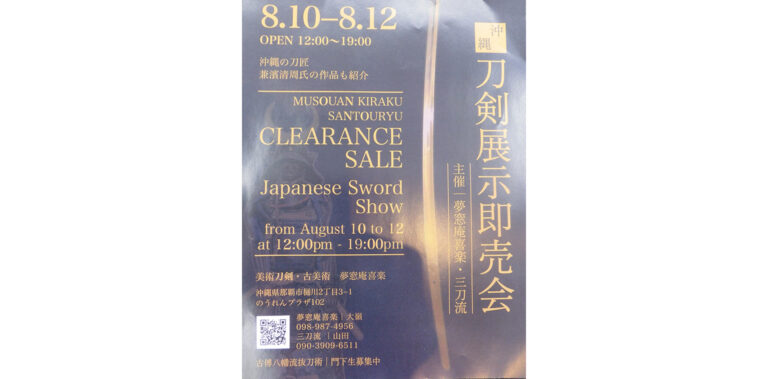 8.10–8.12
OPEN 12:00〜19:00
沖縄の刀匠
兼濱清周氏の作品も紹介
MUSOUAN KIRAKU
SANTOURYU
CLEARANCE
SALE
Japanese Sword
Show
from August 10 to 12
at 12:00pm - 19:00pm
沖縄
刀剣展示即売会
主催｜夢窓庵喜楽・三刀流
美術刀剣・古美術　夢窓庵喜楽
沖縄県那覇市樋川2丁目3−1
のうれんプラザ102
夢窓庵喜楽｜大嶺
098-987-4956
三刀流｜山田
090-3909-6511
古傳八幡流抜刀術｜門下生募集中